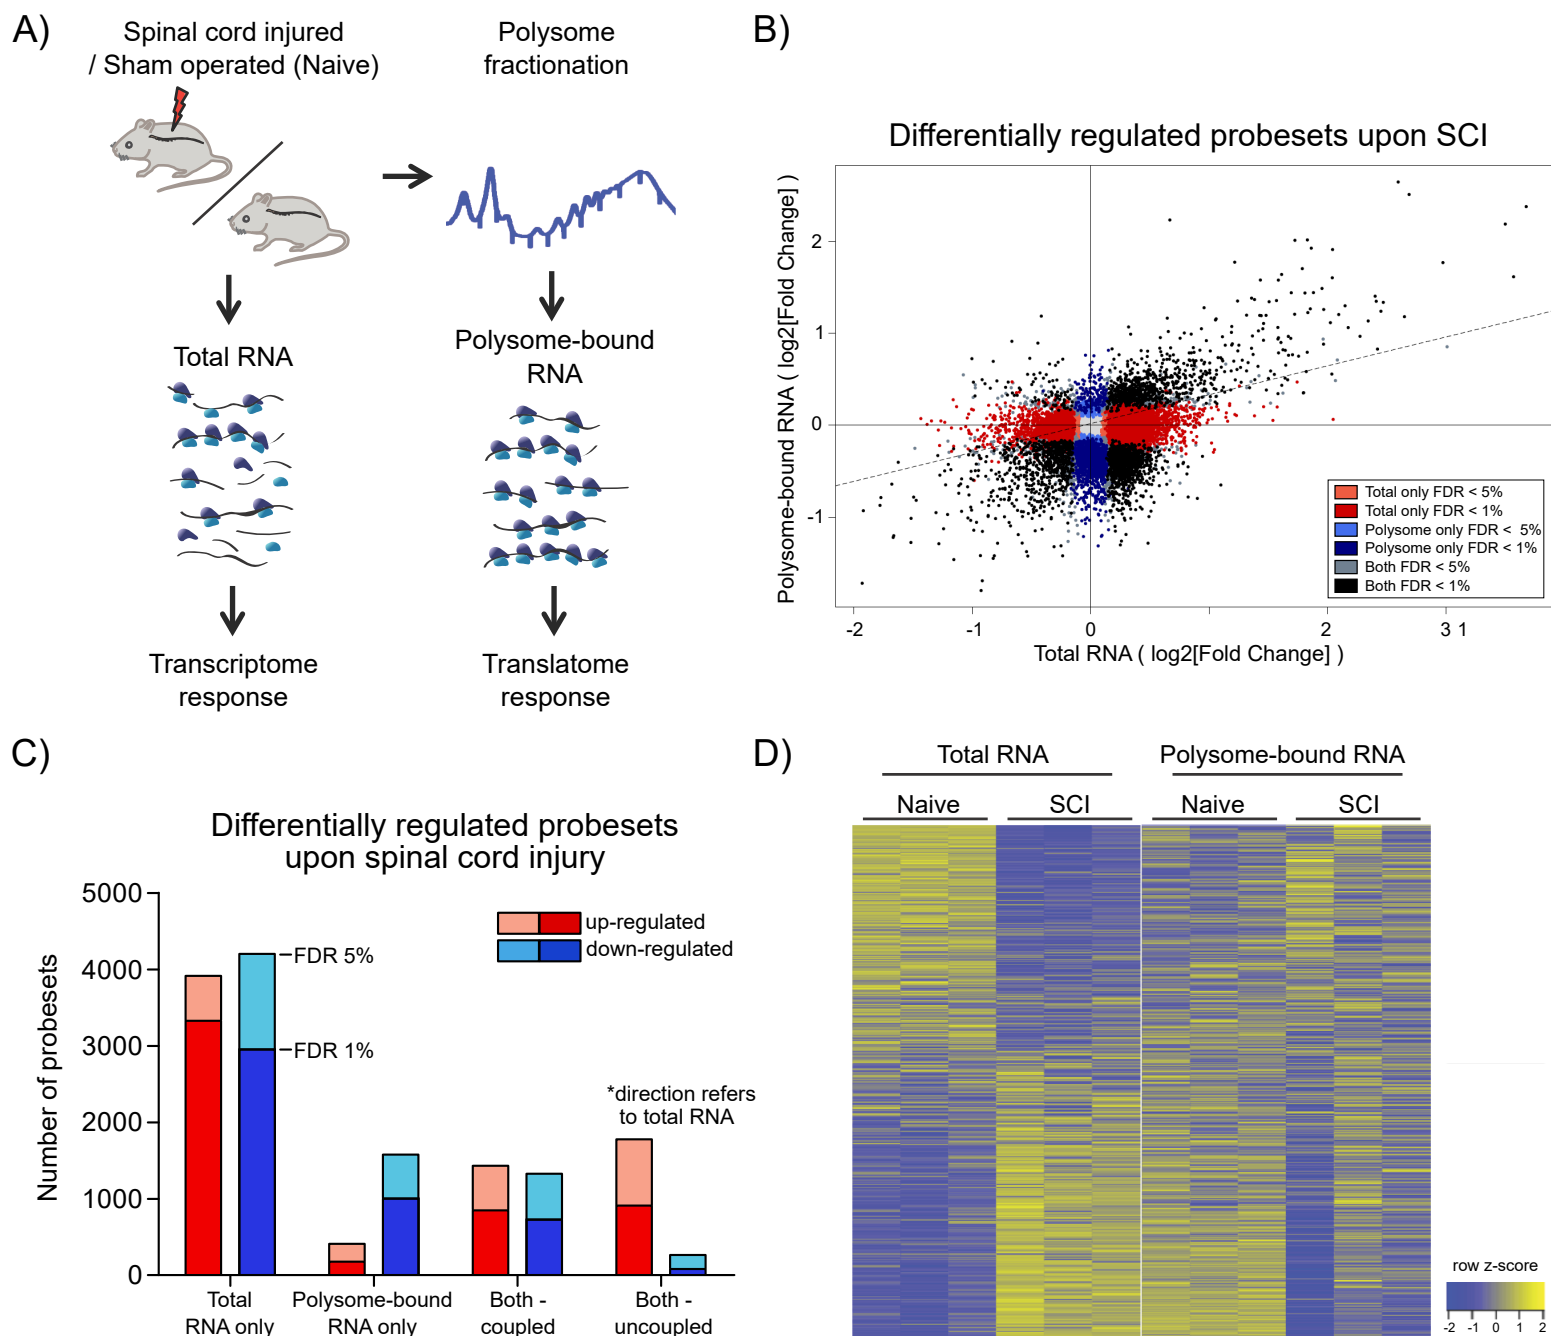 A)
Spinal cord injured
/ Sham operated (Naive)
Polysome
fractionation
Total RNA
Polysome-bound
RNA
Transcriptome
response
Translatome
response
B)
Differentially regulated probesets upon SCI
Polysome-bound RNA ( log2[Fold Change] )
2
1
0
-1
Total only FDR < 5%
Total only FDR < 1%
Polysome only FDR < 5%
Polysome only FDR < 1%
Both FDR < 5%
Both FDR < 1%
-2
-1
0
2
3 1
Total RNA ( log2[Fold Change] )
C)
Differentially regulated probesets
upon spinal cord injury
Number of probesets
5000
4000
3000
2000
1000
0
up-regulated
down-regulated
FDR 5%
FDR 1%
*direction refers
to total RNA
Total
RNA only
Polysome-bound
RNA only
Both -
coupled
Both -
uncoupled
D)
Total RNA
Polysome-bound RNA
Naive
SCI
Naive
SCI
row z-score
-2 -1 0 1 2